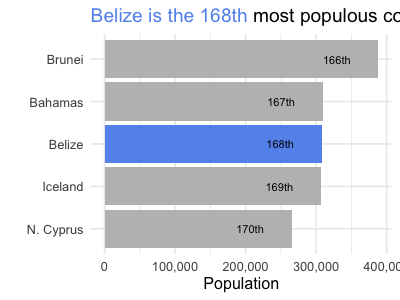 Belize is the 168th most populous co
Brunei 166th
Bahamas 167th
Belize 168th
Iceland 169th
N. Cyprus 170th
0 100,000 200,000 300,000 400,0
Population